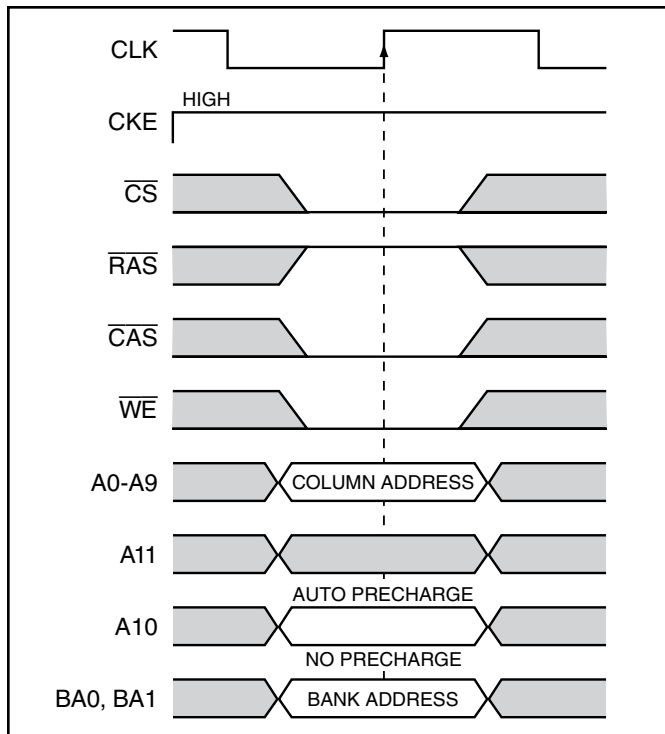 CLK
HIGH
CKE
CS
RAS
CAS
WE
A0-A9
COLUMN ADDRESS
A11
AUTO PRECHARGE
A10
NO PRECHARGE
BA0, BA1
BANK ADDRESS